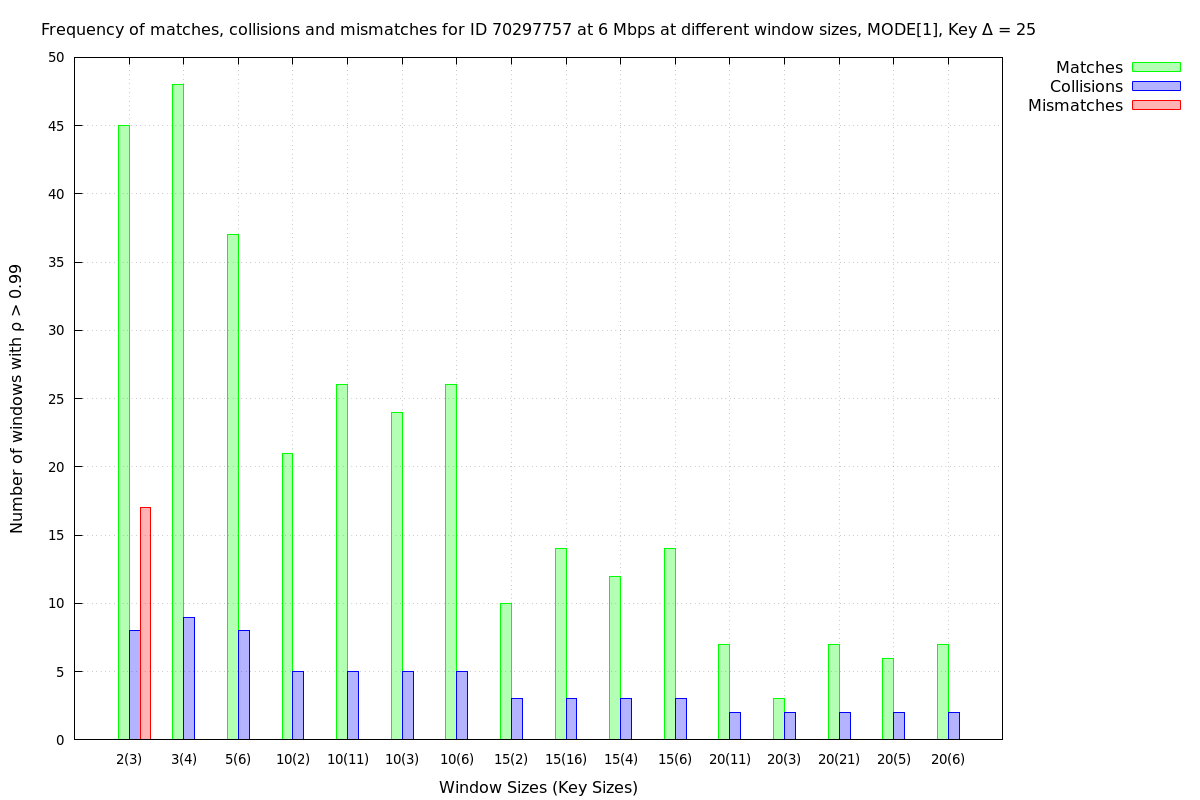 Frequency of matches, collisions and mismatches for ID 70297757 at 6 Mbps at different window sizes, MODE[1], Key Δ = 25
Matches
Collisions
Mismatches
Number of windows with ρ > 0.99
50
45
40
35
30
25
20
15
10
5
0
2(3) 3(4) 5(6) 10(2) 10(11) 10(3) 10(6) 15(2) 15(16) 15(4) 15(6) 20(11) 20(3) 20(21) 20(5) 20(6)
Window Sizes (Key Sizes)